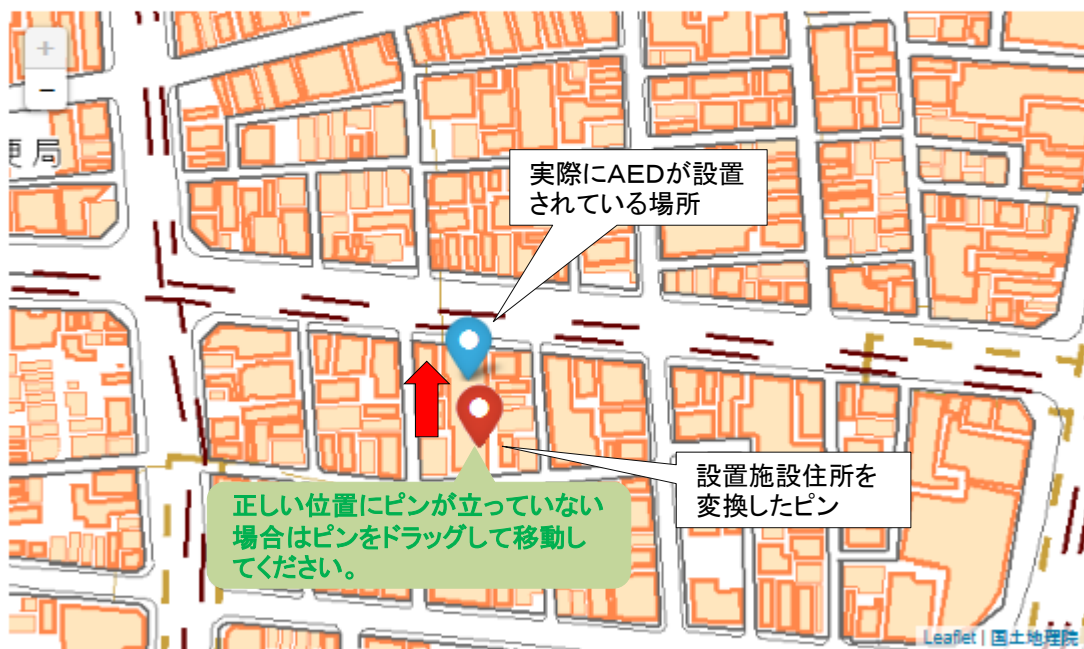 +
−
更局
実際にAEDが設置
されている場所
設置施設住所を
変換したピン
正しい位置にピンが立っていない
場合はピンをドラッグして移動し
てください。
Leaflet | 国土地理院